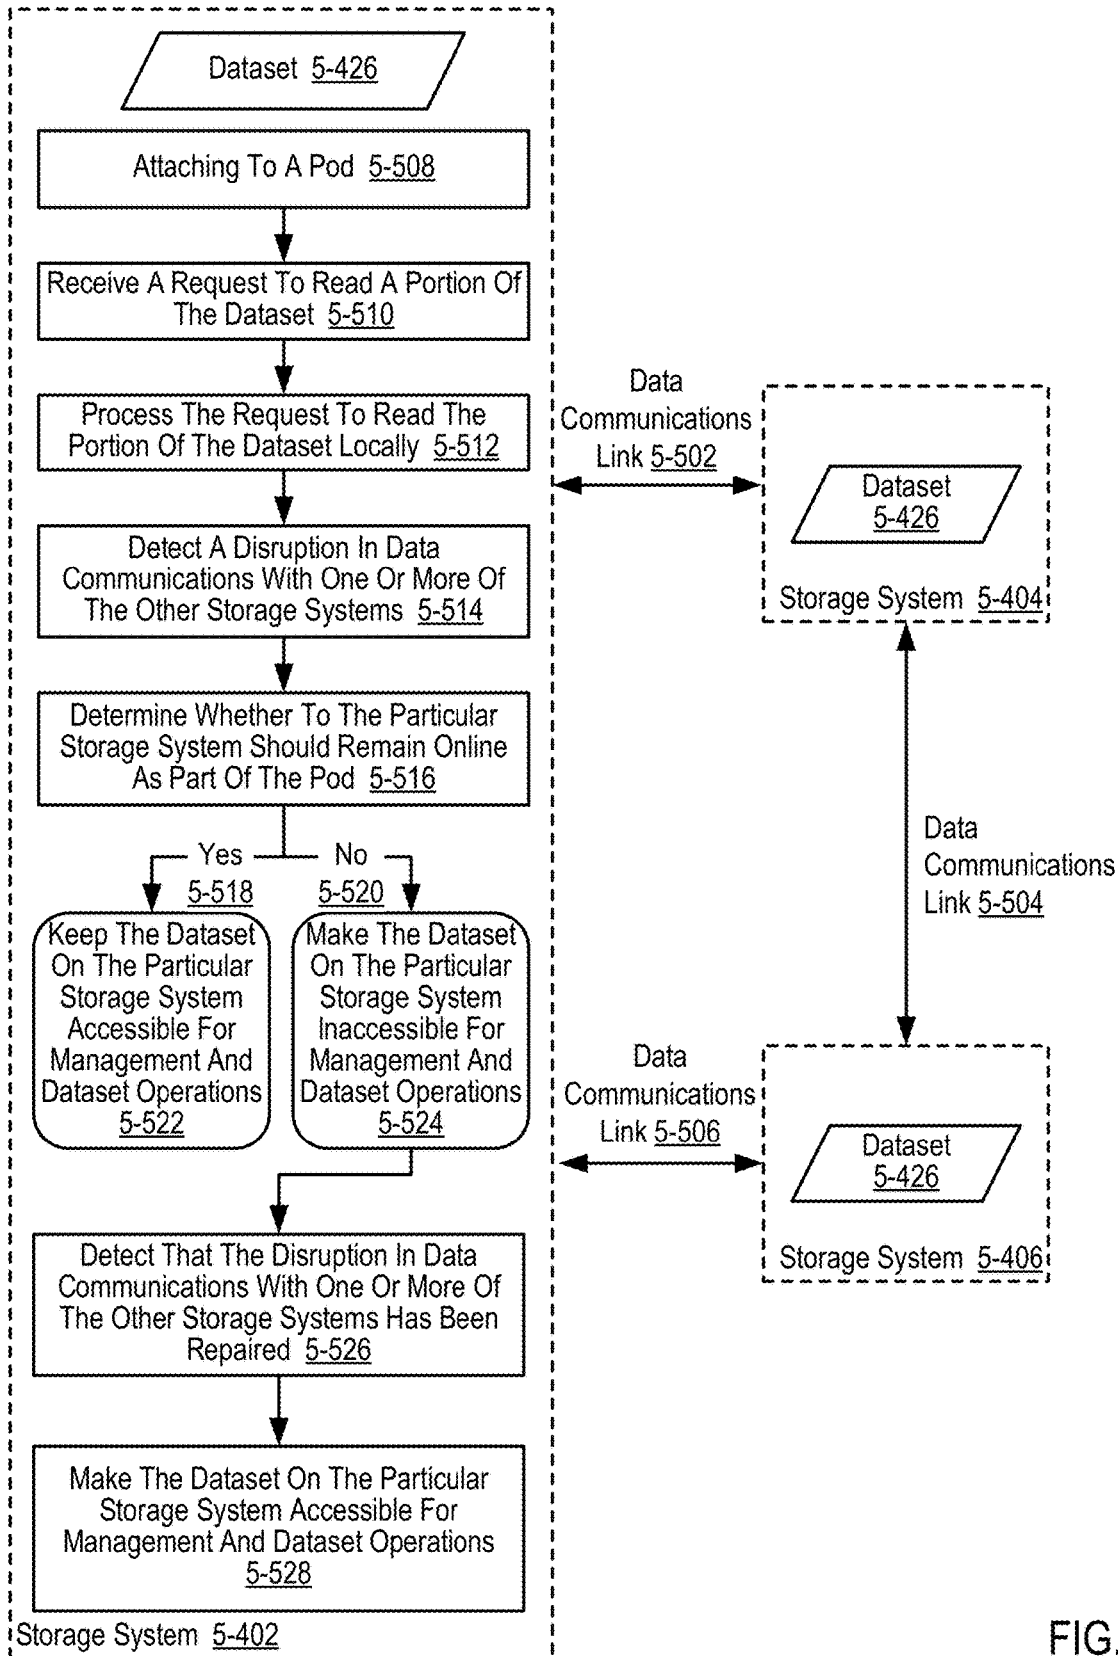 Dataset 5-426
Attaching To A Pod 5-508
Receive A Request To Read A Portion Of
The Dataset 5-510
Process The Request To Read The
Portion Of The Dataset Locally 5-512
Detect A Disruption In Data
Communications With One Or More Of
The Other Storage Systems 5-514
Determine Whether To The Particular
Storage System Should Remain Online
As Part Of The Pod 5-516
Yes
5-518
No
5-520
Keep The Dataset
On The Particular
Storage System
Accessible For
Management And
Dataset Operations
5-522
Make The Dataset
On The Particular
Storage System
Inaccessible For
Management And
Dataset Operations
5-524
Detect That The Disruption In Data
Communications With One Or More Of
The Other Storage Systems Has Been
Repaired 5-526
Make The Dataset On The Particular
Storage System Accessible For
Management And Dataset Operations
5-528
Storage System 5-402
Data
Communications
Link 5-502
Dataset
5-426
Storage System 5-404
Data
Communications
Link 5-504
Data
Communications
Link 5-506
Dataset
5-426
Storage System 5-406
FIG.